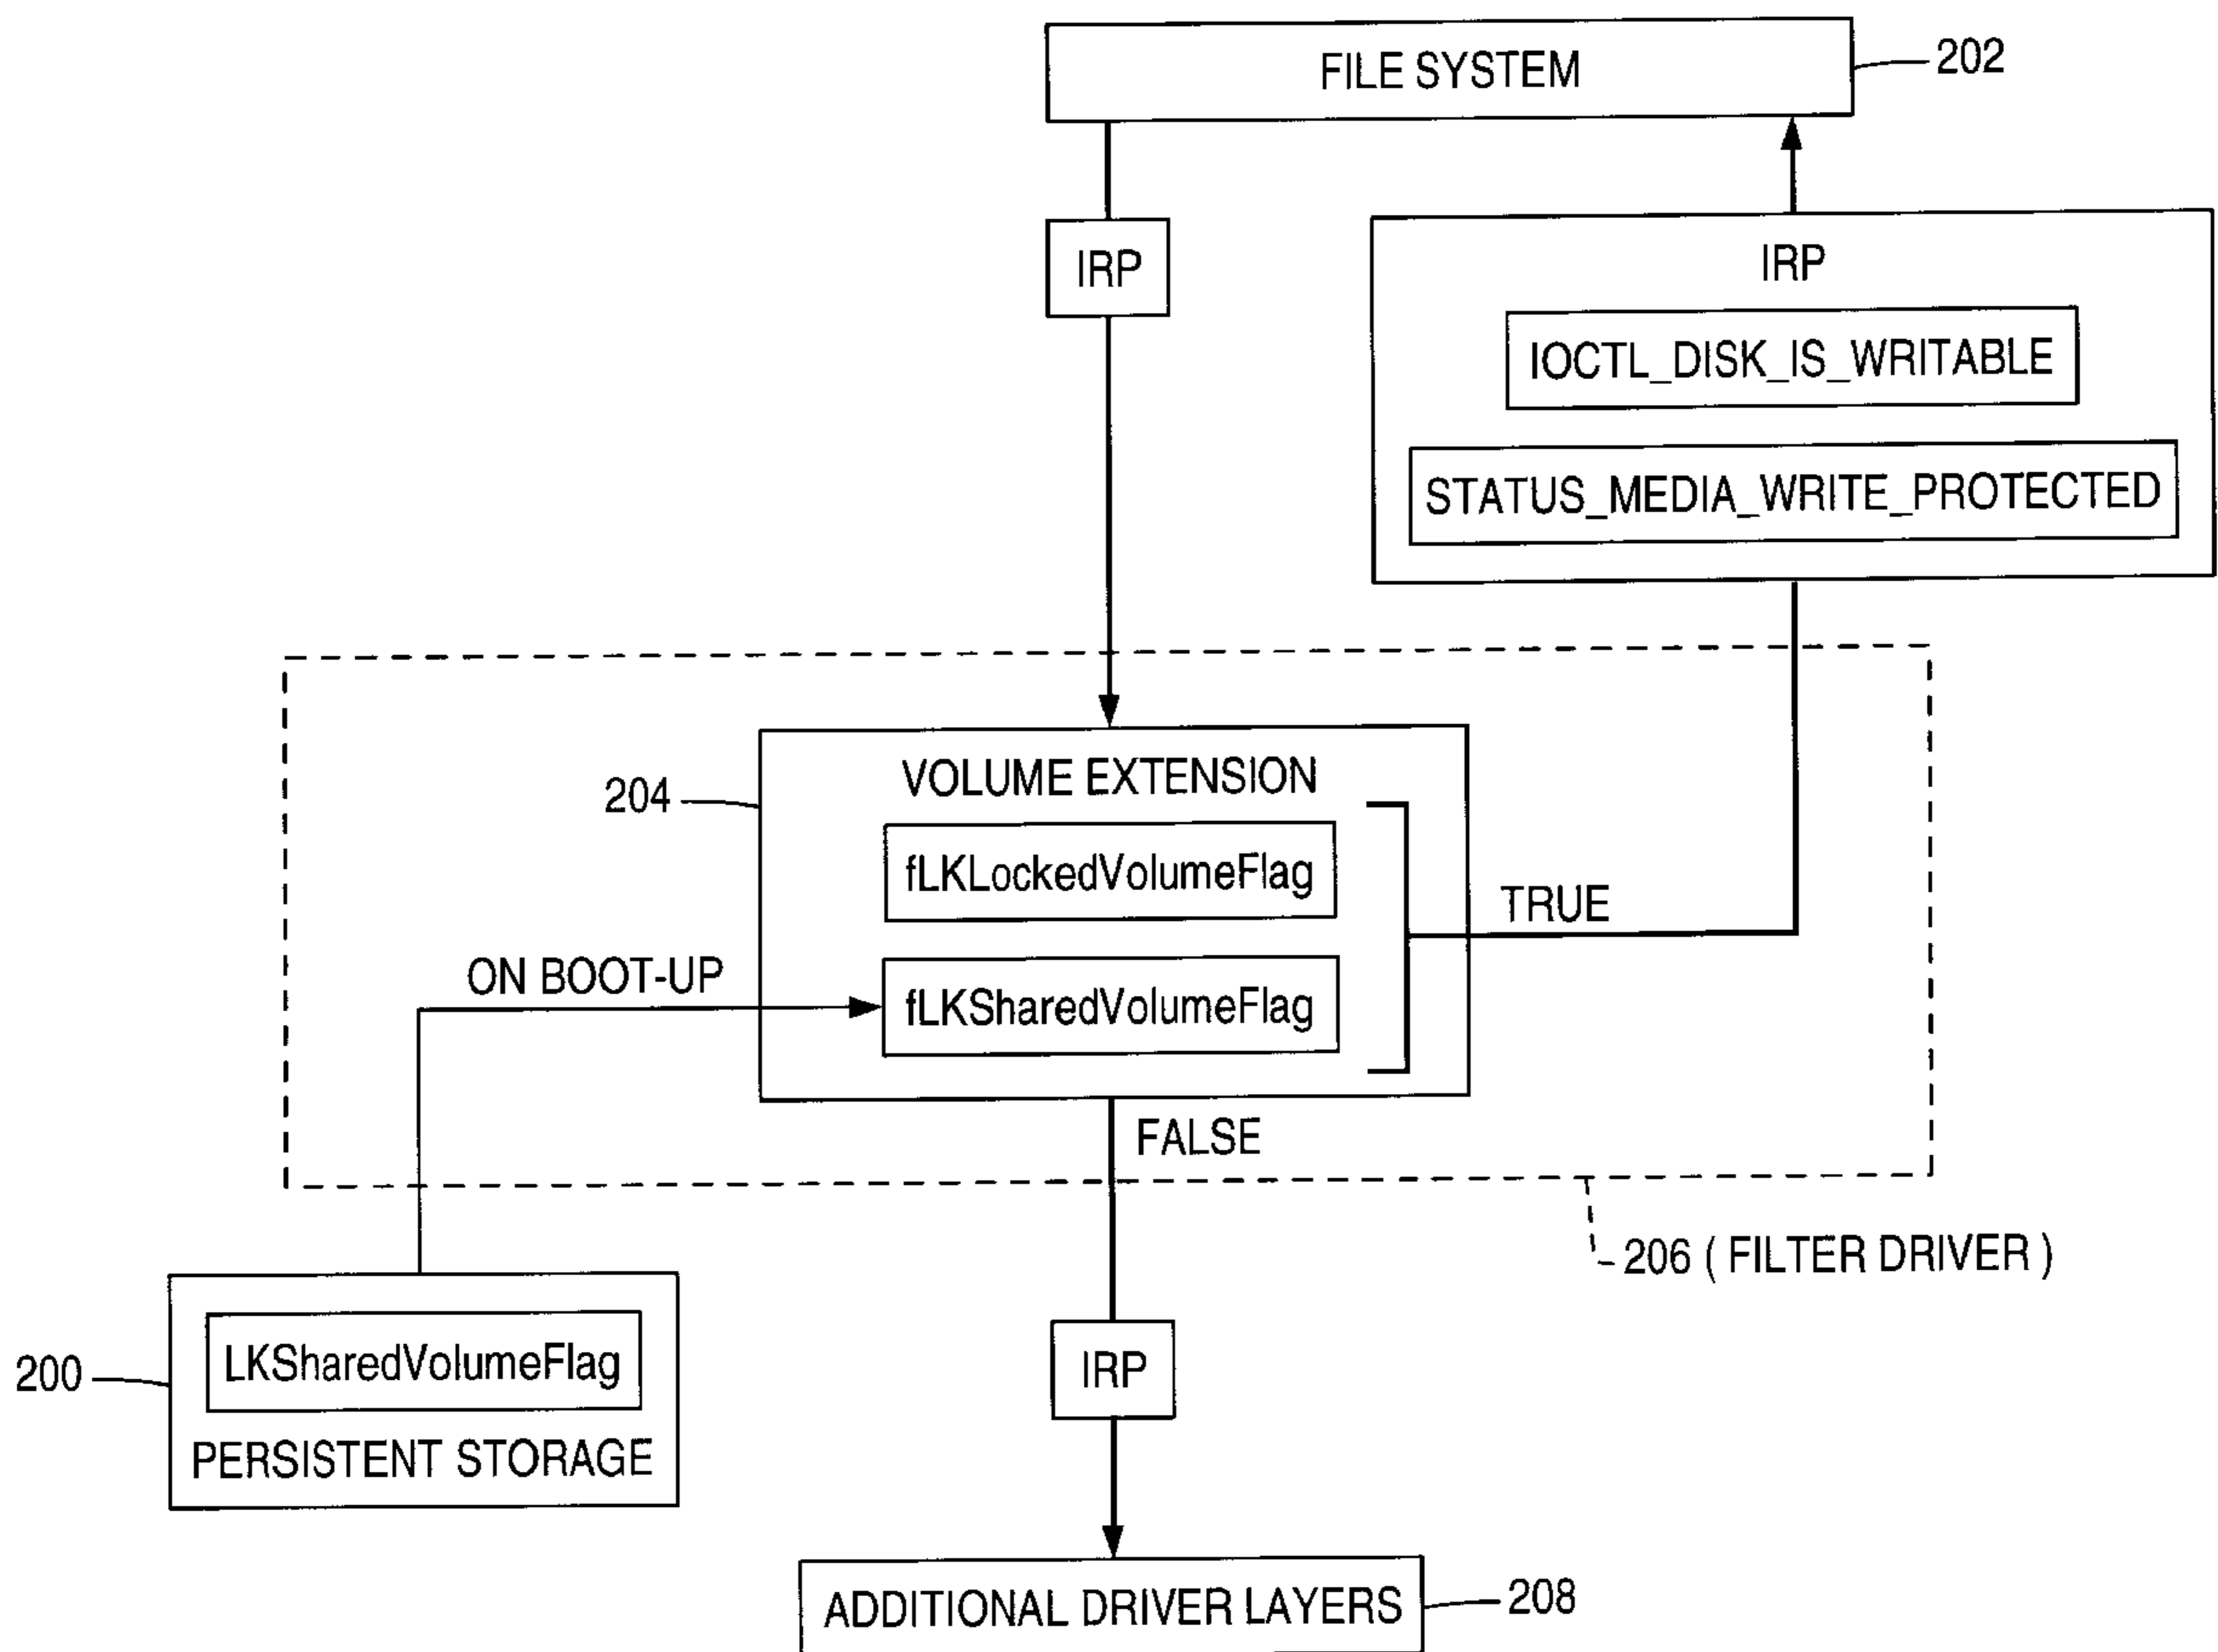 FILE SYSTEM
202
IRP
IRP
IOCTL_DISK_IS_WRITABLE
STATUS_MEDIA_WRITE_PROTECTED
204
VOLUME EXTENSION
fLKLockedVolumeFlag
TRUE
ON BOOT-UP
fLKSharedVolumeFlag
FALSE
206 ( FILTER DRIVER )
200
LKSharedVolumeFlag
PERSISTENT STORAGE
IRP
ADDITIONAL DRIVER LAYERS
208